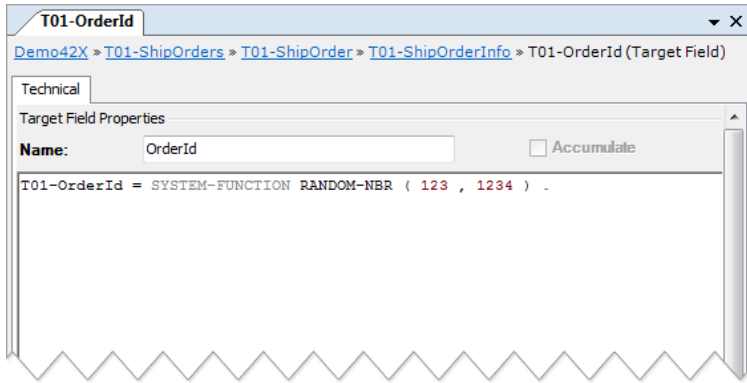 T01-OrderId
Demo42X » T01-ShipOrders » T01-ShipOrder » T01-ShipOrderInfo » T01-OrderId (Target Field)
Technical
Target Field Properties
Name: OrderId Accumulate
T01-OrderId = SYSTEM-FUNCTION RANDOM-NBR ( 123 , 1234 ) .